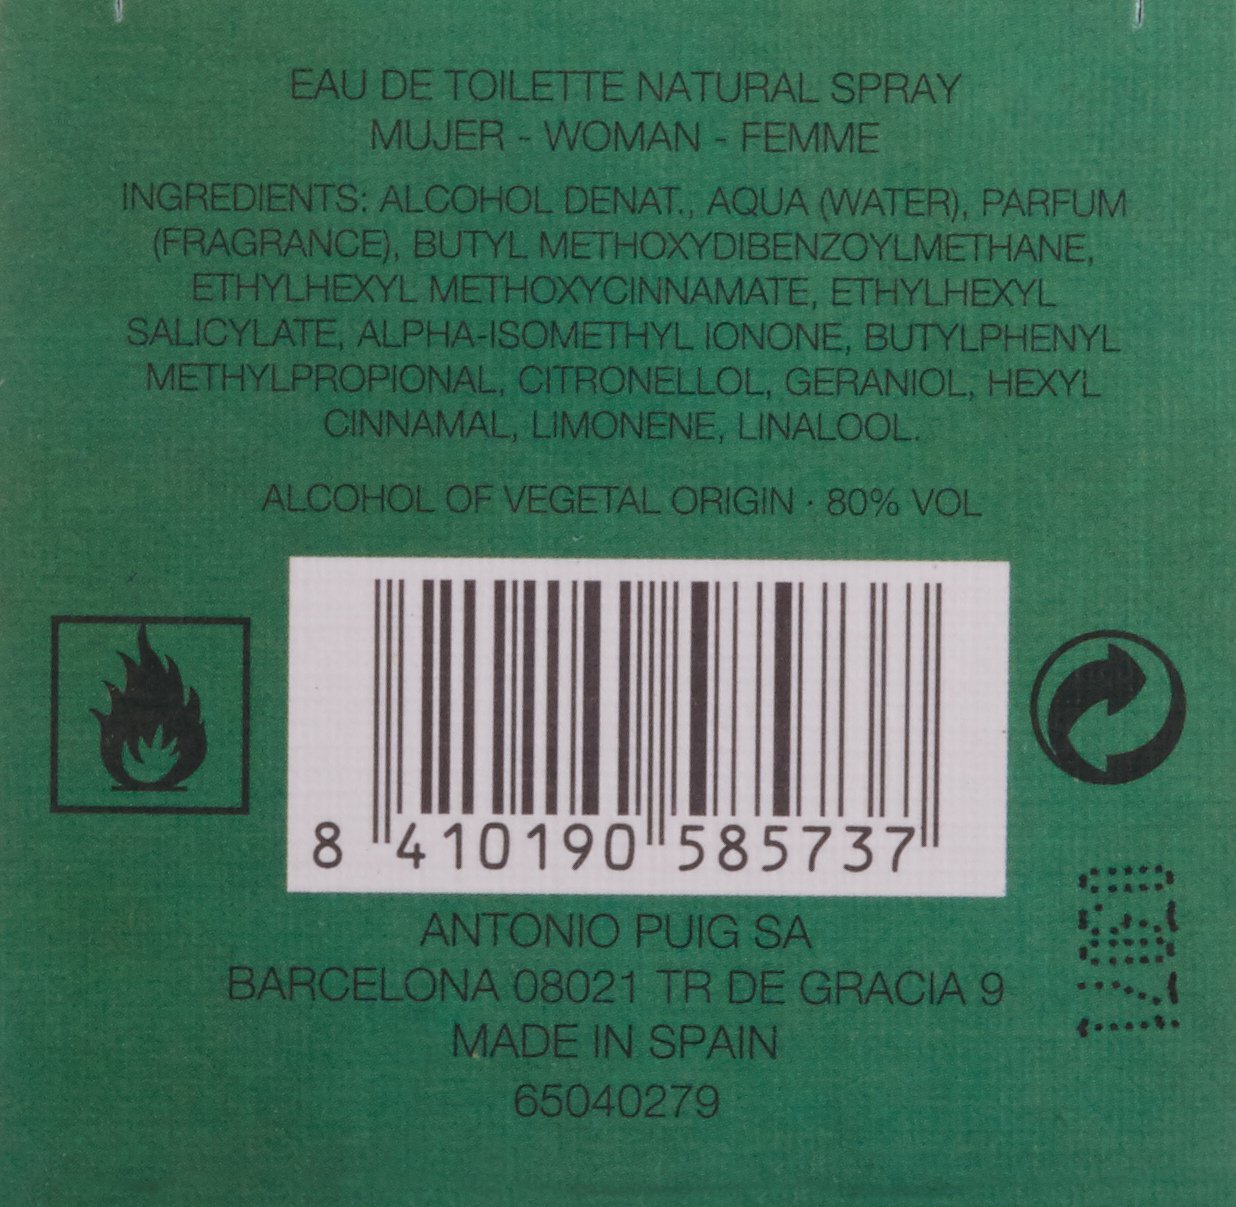 EAU DE TOILETTE NATURAL SPRAY
MUJER - WOMAN - FEMME
INGREDIENTS: ALCOHOL DENAT., AQUA (WATER), PARFUM
(FRAGRANCE), BUTYL METHOXYDIBENZOYLMETHANE,
ETHYLHEXYL METHOXYCINNAMATE, ETHYLHEXYL
SALICYLATE, ALPHA-ISOMETHYL IONONE, BUTYLPHENYL
METHYLPROPIONAL, CITRONELLOL, GERANIOL, HEXYL
CINNAMAL, LIMONENE, LINALOOL.
ALCOHOL OF VEGETAL ORIGIN · 80% VOL
8 410190 585737
ANTONIO PUIG SA
BARCELONA 08021 TR DE GRACIA 9
MADE IN SPAIN
65040279